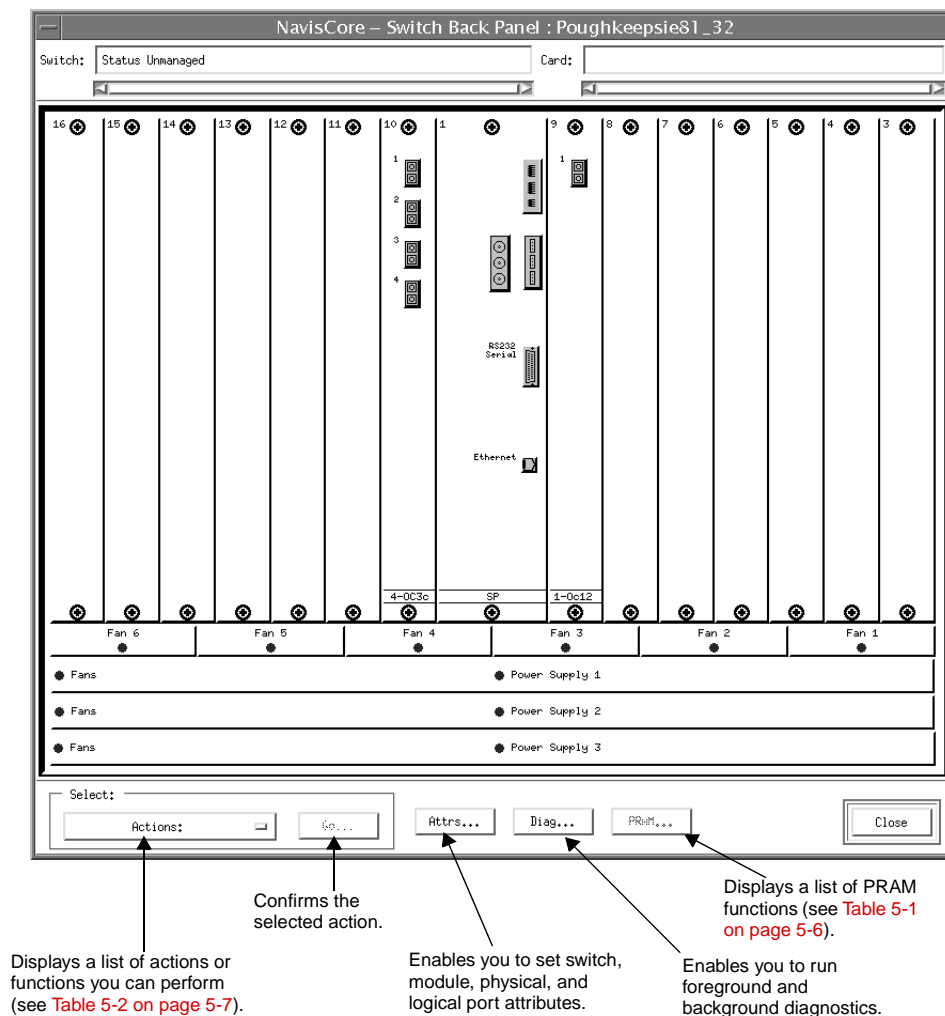 NavisCore – Switch Back Panel : Poughkeepsie81_32
Switch: Status Unmanaged Card:
16 15 14 13 12 11 10 1 9 8 7 6 5 4 3
1 1
2
3
4
RS232
Serial
Ethernet
4-OC3c SP 1-Oc12
Fan 6 Fan 5 Fan 4 Fan 3 Fan 2 Fan 1
Fans Power Supply 1
Fans Power Supply 2
Fans Power Supply 3
Select:
Actions: Go... Attrs... Diag... PRAM... Close
Confirms the
selected action.
Displays a list of PRAM
functions (see Table 5-1
on page 5-6).
Displays a list of actions or
functions you can perform
(see Table 5-2 on page 5-7).
Enables you to set switch,
module, physical, and
logical port attributes.
Enables you to run
foreground and
background diagnostics.